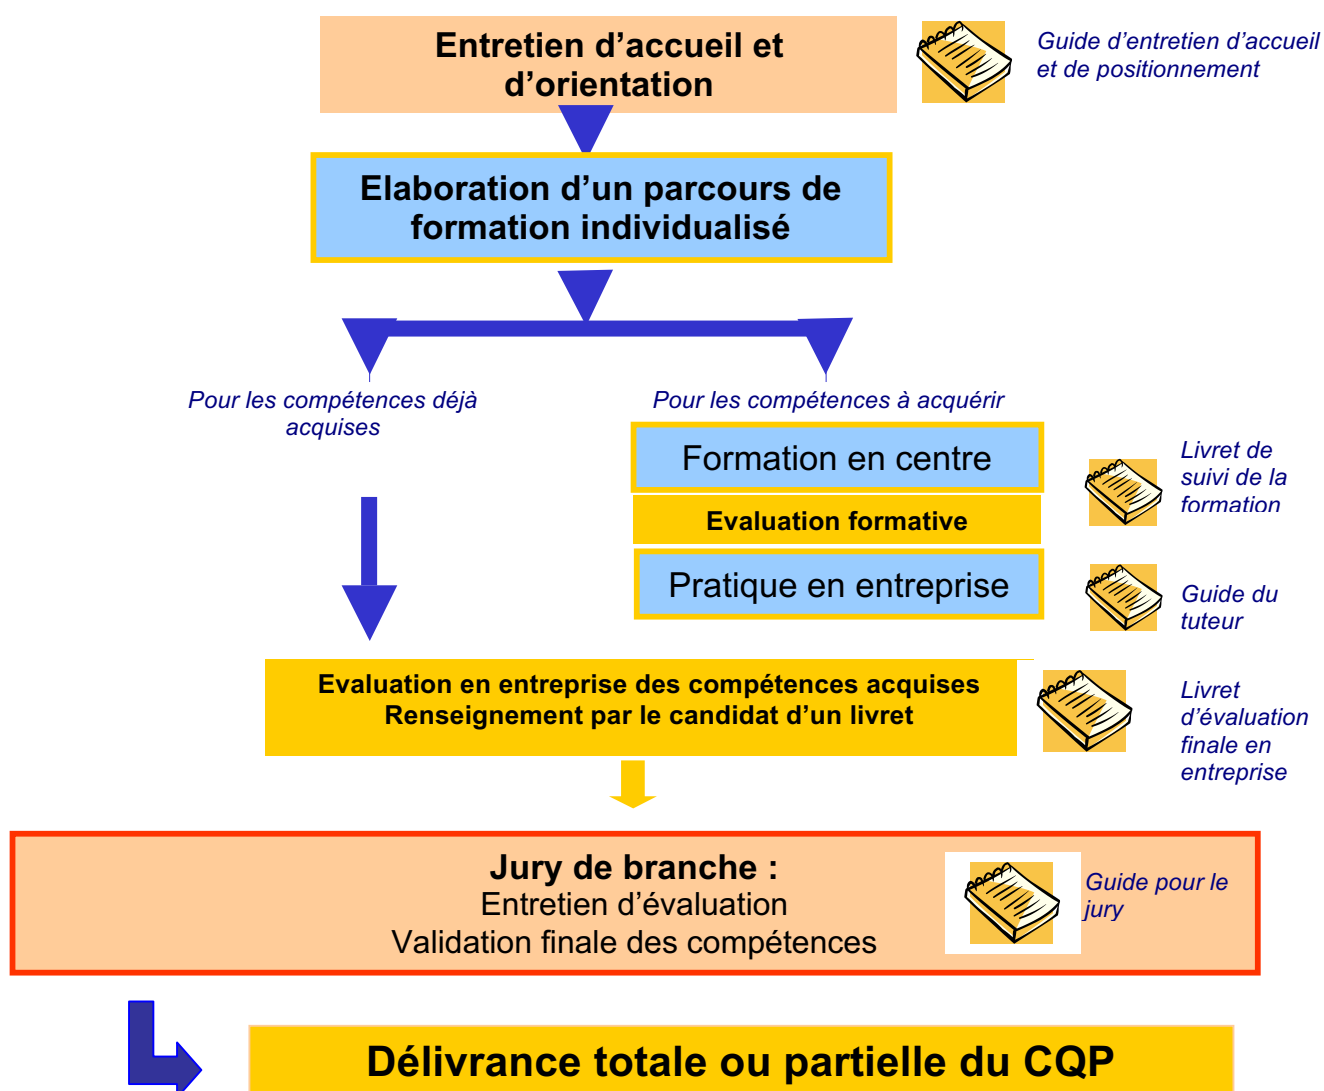 Entretien d’accueil et
d’orientation
Guide d’entretien d’accueil
et de positionnement
Elaboration d’un parcours de
formation individualisé
Pour les compétences déjà
acquises
Pour les compétences à acquérir
Formation en centre
Evaluation formative
Pratique en entreprise
Livret de
suivi de la
formation
Guide du
tuteur
Evaluation en entreprise des compétences acquises
Renseignement par le candidat d’un livret
Livret
d’évaluation
finale en
entreprise
Jury de branche :
Entretien d’évaluation
Validation finale des compétences
Guide pour le
jury
Délivrance totale ou partielle du CQP